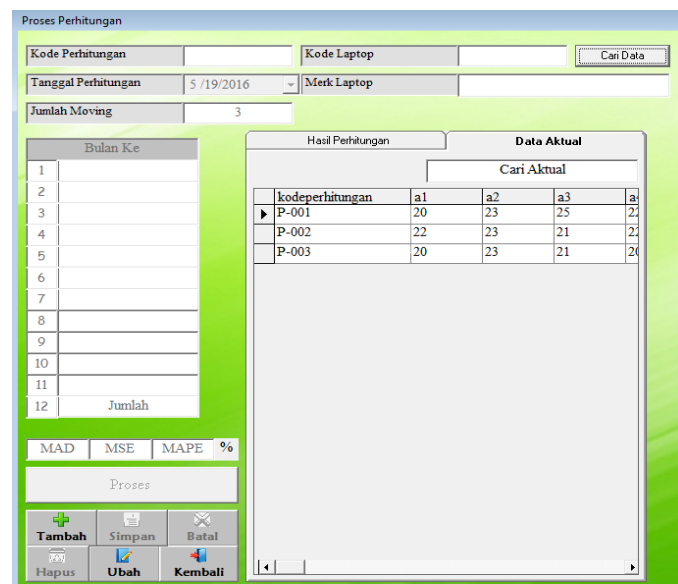 Proses Perhitungan
Kode Perhitungan Kode Laptop Cari Data
Tanggal Perhitungan 5 /19/2016 Merk Laptop
Jumlah Moving 3
Hasil Perhitungan Data Aktual
Bulan Ke
Cari Aktual
1
2
3
4
5
6
7
8
9
10
11
12 Jumlah
kodeperhitungan a1 a2 a3
P-001 20 23 25
P-002 22 23 21
P-003 20 23 21
MAD MSE MAPE %
Proses
Tambah Simpan Batal
Hapus Ubah Kembali